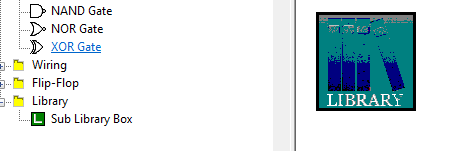 NAND Gate
NOR Gate
XOR Gate
Wiring
Flip-Flop
Library
L Sub Library Box
LIBRARY